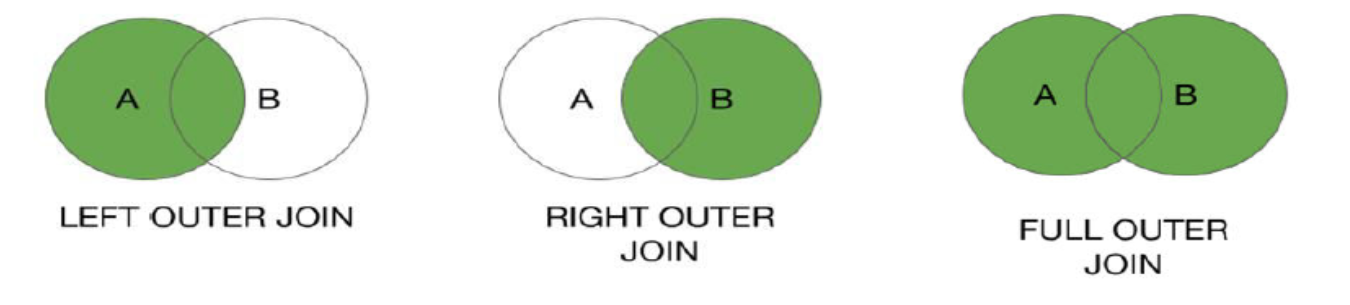 A B
LEFT OUTER JOIN
A B
RIGHT OUTER
JOIN
A B
FULL OUTER
JOIN